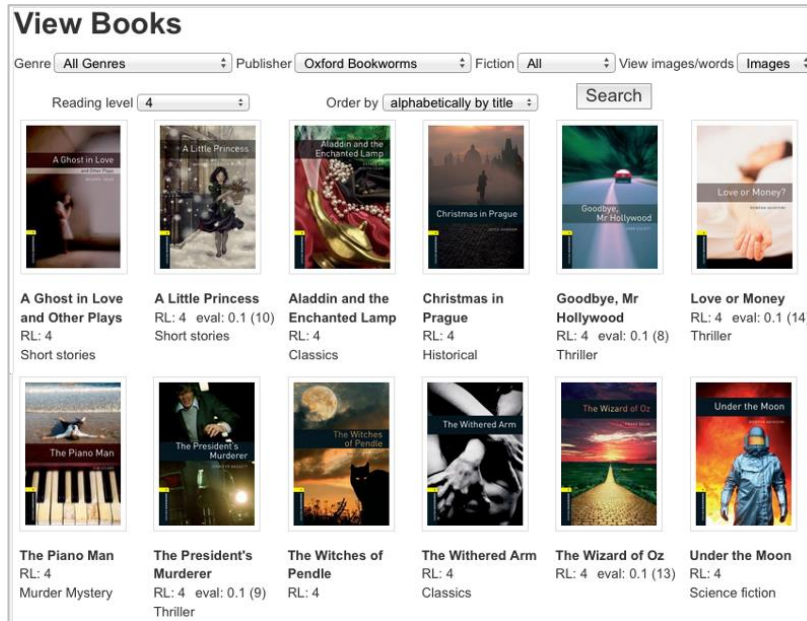 View Books
Genre All Genres Publisher Oxford Bookworms Fiction All View images/words Images
Reading level 4 Order by alphabetically by title Search
A Ghost in Love
and Other Plays
A Little Princess
Aladdin and the
Enchanted Lamp
Christmas in Prague
Goodbye,
Mr Hollywood
Love or Money?
A Ghost in Love
and Other Plays
RL: 4
Short stories
A Little Princess
RL: 4 eval: 0.1 (10)
Short stories
Aladdin and the
Enchanted Lamp
RL: 4
Classics
Christmas in
Prague
RL: 4
Historical
Goodbye, Mr
Hollywood
RL: 4 eval: 0.1 (8)
Thriller
Love or Money
RL: 4 eval: 0.1 (14)
Thriller
The Piano Man
The President's
Murderer
The Witches
of Pendle
The Withered Arm
The Wizard of Oz
Under the Moon
The Piano Man
RL: 4
Murder Mystery
The President's
Murderer
RL: 4 eval: 0.1 (9)
Thriller
The Witches of
Pendle
RL: 4
The Withered Arm
RL: 4
Classics
The Wizard of Oz
RL: 4 eval: 0.1 (13)
Under the Moon
RL: 4
Science fiction